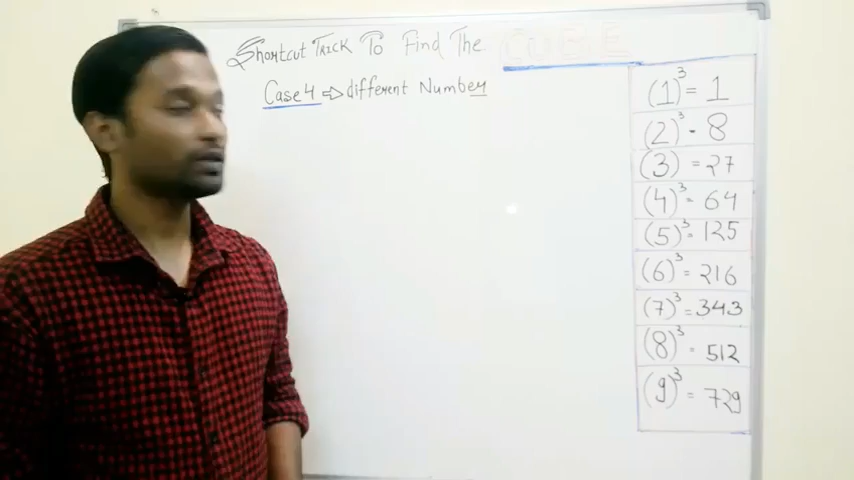 Shortcut Trick To Find The CUBE
Case 4 ⇒ different Number
(1)³ = 1
(2)³ - 8
(3)³ = 27
(4)³ = 64
(5)³ = 125
(6)³ = 216
(7)³ = 343
(8)³ = 512
(9)³ = 729